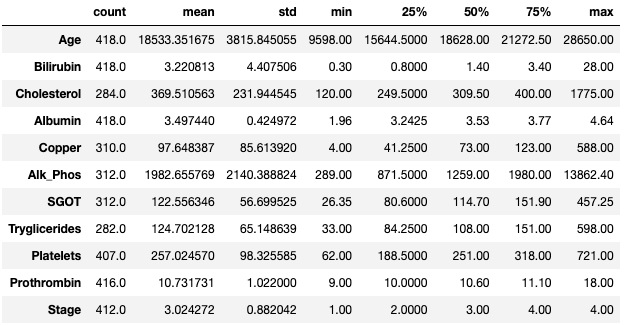 count mean std min 25% 50% 75% max
Age 418.0 18533.351675 3815.845055 9598.00 15644.5000 18628.00 21272.50 28650.00
Bilirubin 418.0 3.220813 4.407506 0.30 0.8000 1.40 3.40 28.00
Cholesterol 284.0 369.510563 231.944545 120.00 249.5000 309.50 400.00 1775.00
Albumin 418.0 3.497440 0.424972 1.96 3.2425 3.53 3.77 4.64
Copper 310.0 97.648387 85.613920 4.00 41.2500 73.00 123.00 588.00
Alk_Phos 312.0 1982.655769 2140.388824 289.00 871.5000 1259.00 1980.00 13862.40
SGOT 312.0 122.556346 56.699525 26.35 80.6000 114.70 151.90 457.25
Tryglicerides 282.0 124.702128 65.148639 33.00 84.2500 108.00 151.00 598.00
Platelets 407.0 257.024570 98.325585 62.00 188.5000 251.00 318.00 721.00
Prothrombin 416.0 10.731731 1.022000 9.00 10.0000 10.60 11.10 18.00
Stage 412.0 3.024272 0.882042 1.00 2.0000 3.00 4.00 4.00